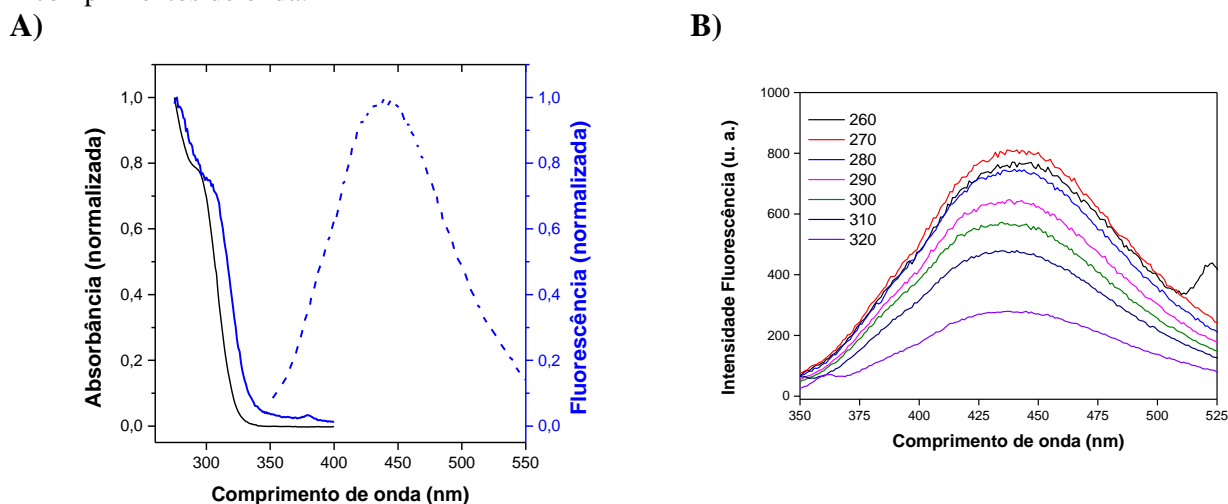 A)
B)
Absorbância (normalizada)
1,0
0,8
0,6
0,4
0,2
0,0
300 350 400 450 500 550
Comprimento de onda (nm)
1,0
0,8
0,6
0,4
0,2
0,0
Fluorescência (normalizada)
Intensidade Fluorescência (u. a.)
1000
800
600
400
200
0
260
270
280
290
300
310
320
350 375 400 425 450 475 500 525
Comprimento de onda (nm)